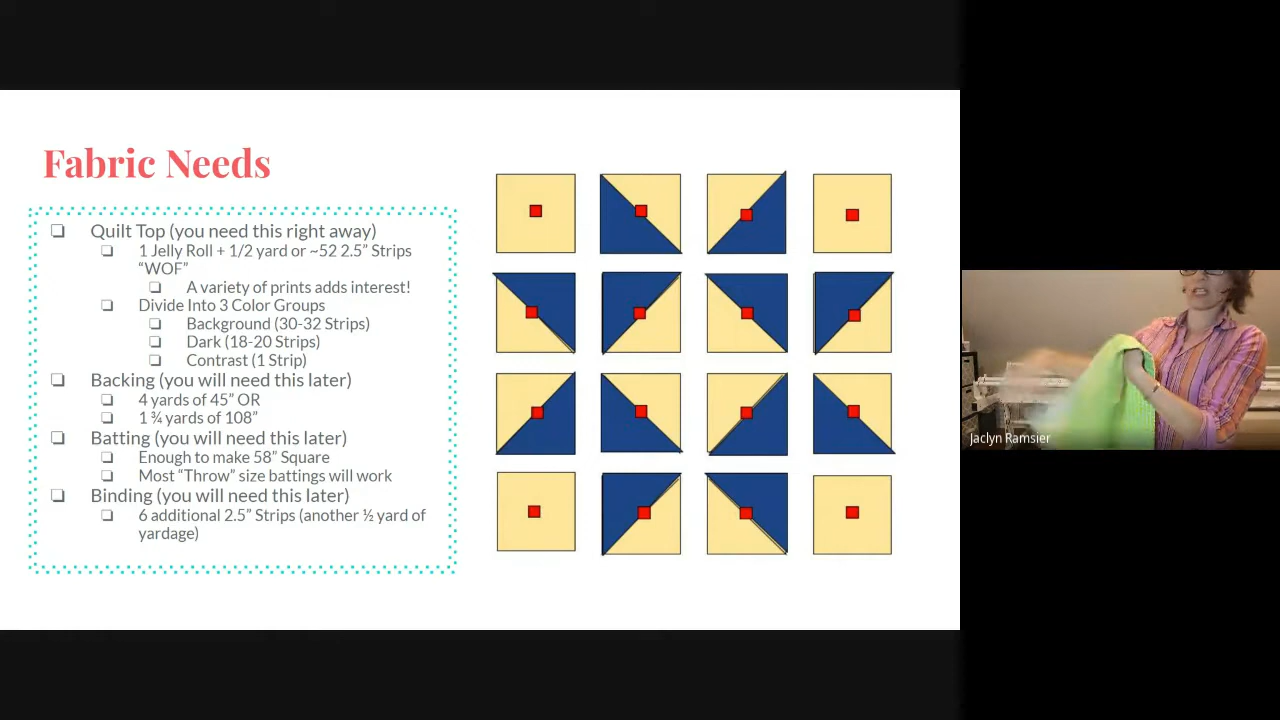 Fabric Needs
Quilt Top (you need this right away)
1 Jelly Roll + 1/2 yard or ~52 2.5” Strips
“WOF”
A variety of prints adds interest!
Divide Into 3 Color Groups
Background (30-32 Strips)
Dark (18-20 Strips)
Contrast (1 Strip)
Backing (you will need this later)
4 yards of 45” OR
1 ¾ yards of 108”
Batting (you will need this later)
Enough to make 58” Square
Most “Throw” size battings will work
Binding (you will need this later)
6 additional 2.5” Strips (another ½ yard of
yardage)
Jaclyn Ramsier